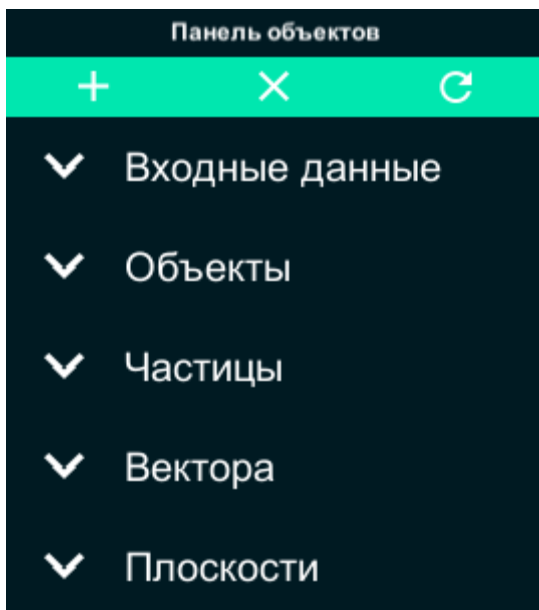 Панель объектов
Входные данные
Объекты
Частицы
Вектора
Плоскости